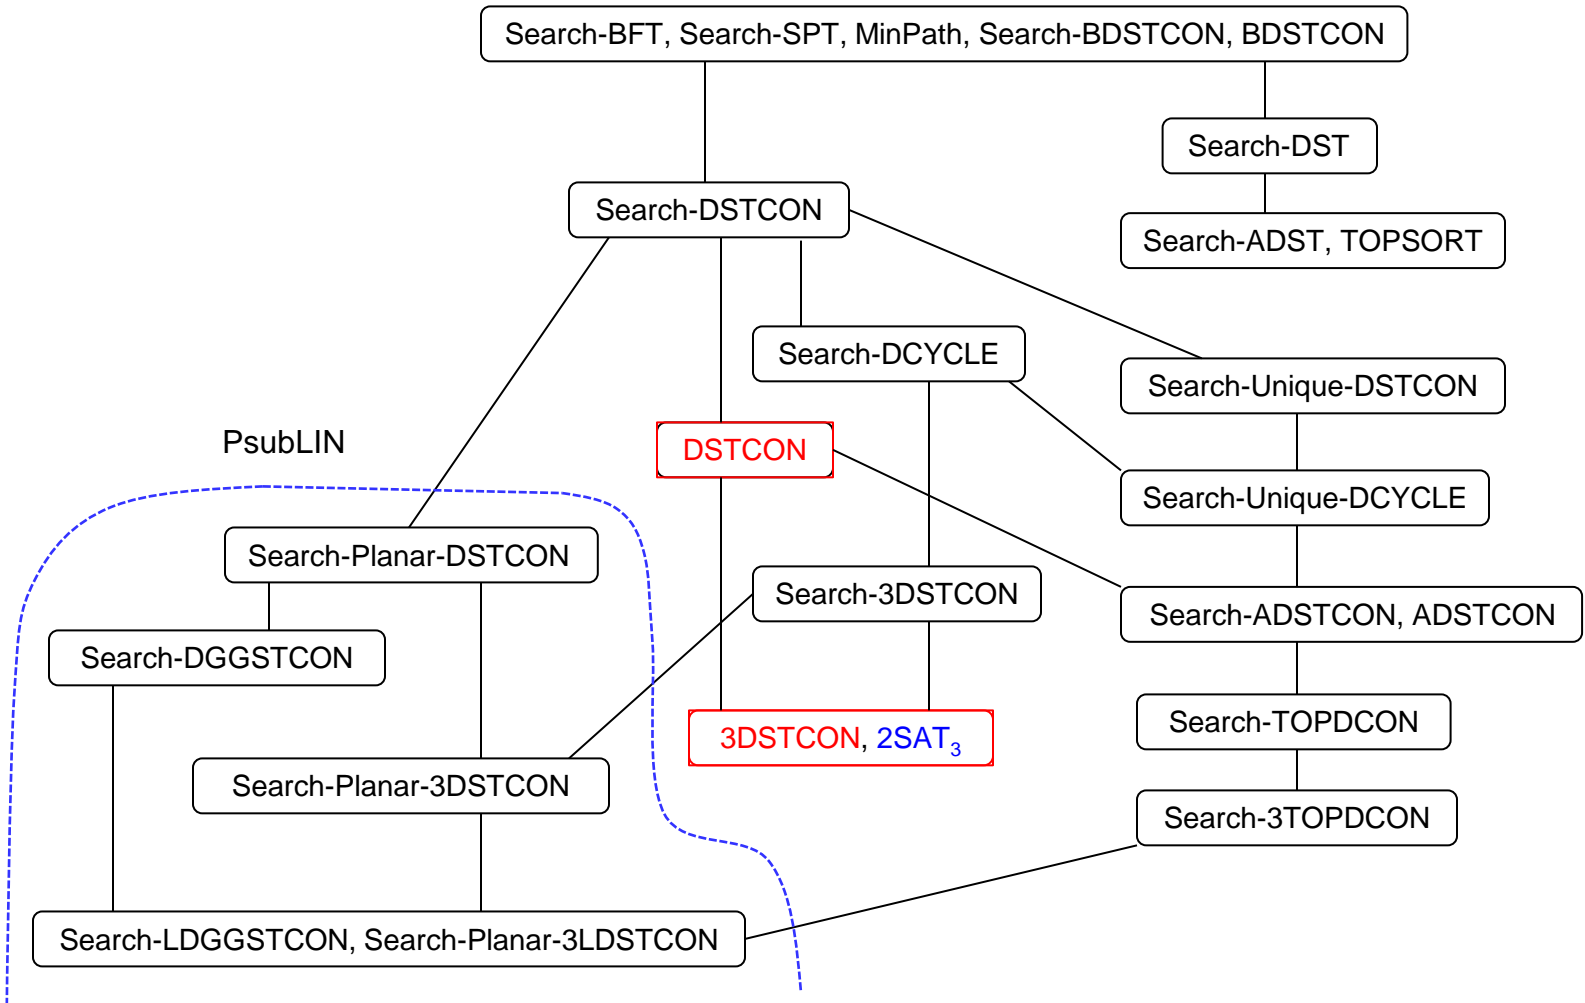 Search-BFT, Search-SPT, MinPath, Search-BDSTCON, BDSTCON
Search-DST
Search-DSTCON
Search-ADST, TOPSORT
Search-DCYCLE
Search-Unique-DSTCON
PsubLIN
DSTCON
Search-Unique-DCYCLE
Search-Planar-DSTCON
Search-3DSTCON
Search-ADSTCON, ADSTCON
Search-DGGSTCON
Search-TOPDCON
3DSTCON, 2SAT₃
Search-Planar-3DSTCON
Search-3TOPDCON
Search-LDGGSTCON, Search-Planar-3LDSTCON